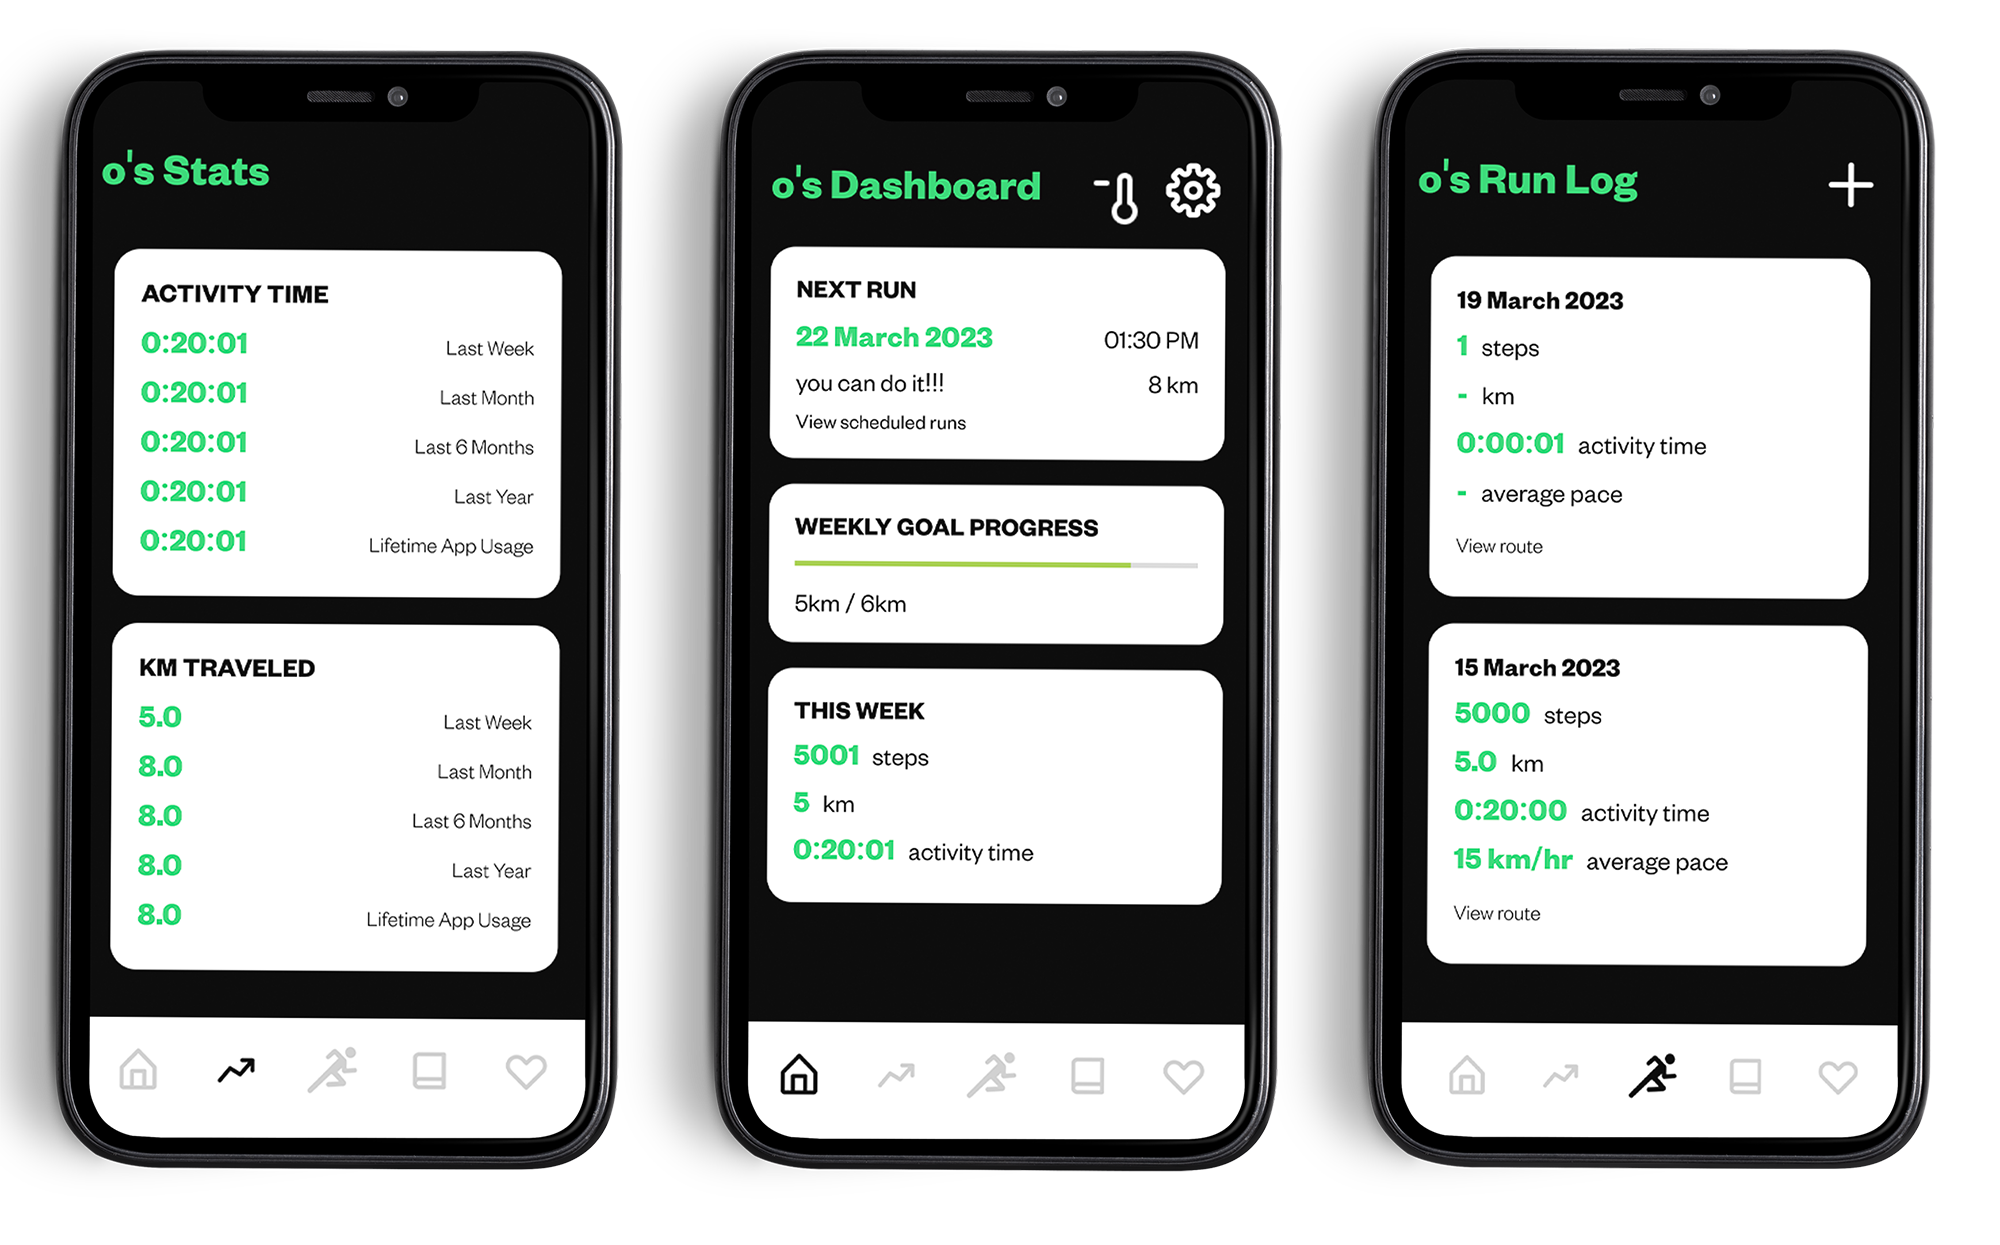 o's Stats
ACTIVITY TIME
0:20:01 Last Week
0:20:01 Last Month
0:20:01 Last 6 Months
0:20:01 Last Year
0:20:01 Lifetime App Usage
KM TRAVELED
5.0 Last Week
8.0 Last Month
8.0 Last 6 Months
8.0 Last Year
8.0 Lifetime App Usage
o's Dashboard
NEXT RUN
22 March 2023 01:30 PM
you can do it!!! 8 km
View scheduled runs
WEEKLY GOAL PROGRESS
5km / 6km
THIS WEEK
5001 steps
5 km
0:20:01 activity time
o's Run Log
19 March 2023
1 steps
- km
0:00:01 activity time
- average pace
View route
15 March 2023
5000 steps
5.0 km
0:20:00 activity time
15 km/hr average pace
View route